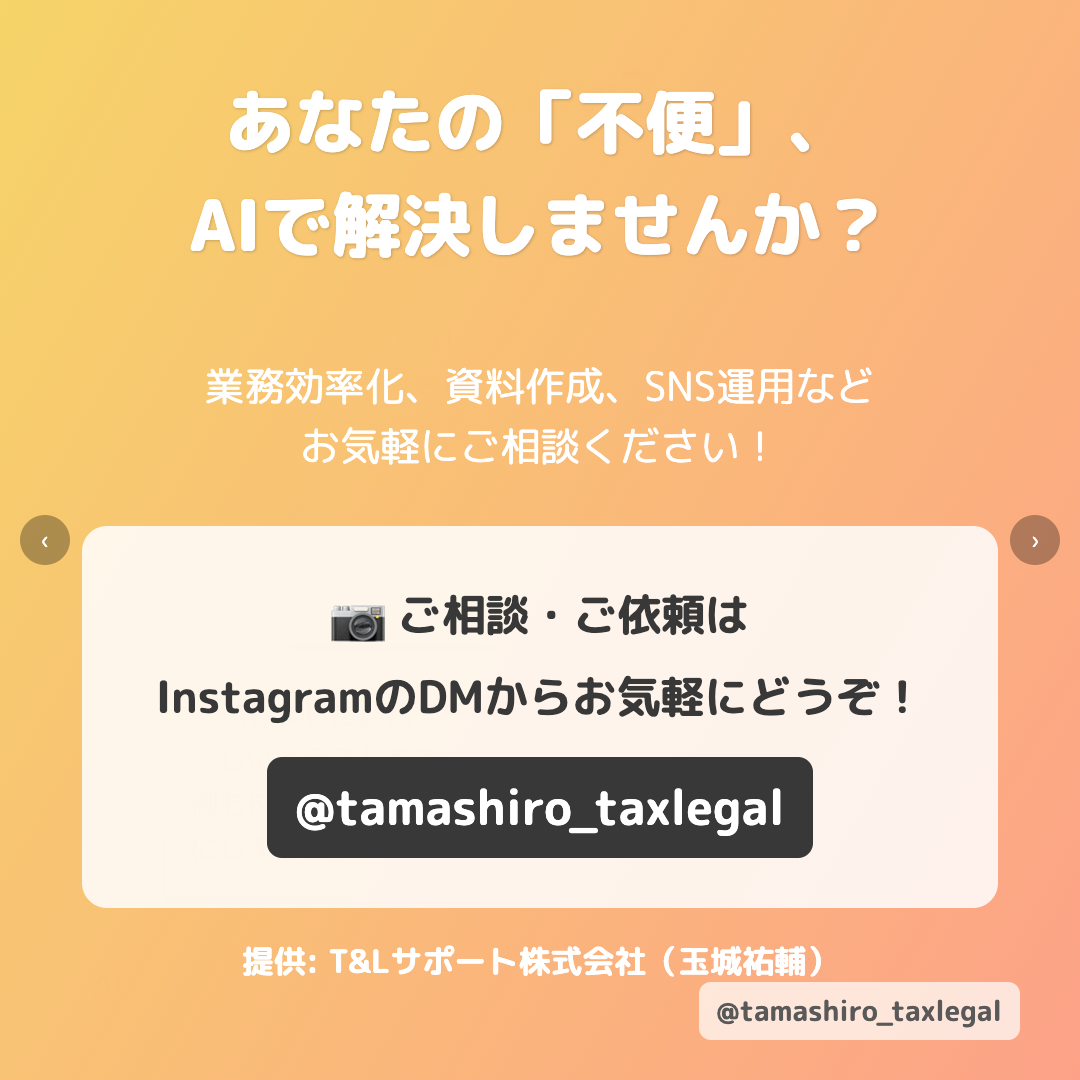 あなたの「不便」、
AIで解決しませんか？
業務効率化、資料作成、SNS運用など
お気軽にご相談ください！
‹
›
📷 ご相談・ご依頼は
InstagramのDMからお気軽にどうぞ！
@tamashiro_taxlegal
提供: T&Lサポート株式会社（玉城祐輔）
@tamashiro_taxlegal